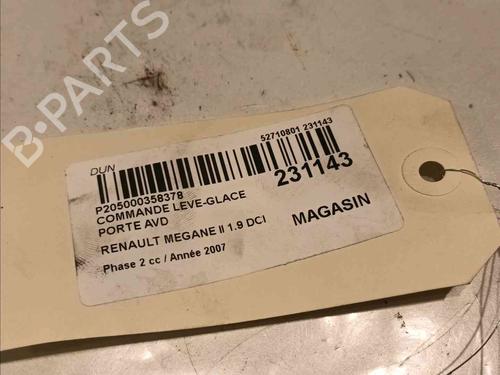 B-PARTS
DUN
52710801 231143
P205000358378
231143
COMMANDE LEVE-GLACE
PORTE AVD
RENAULT MEGANE II 1.9 DCI
MAGASIN
Phase 2 cc / Année 2007